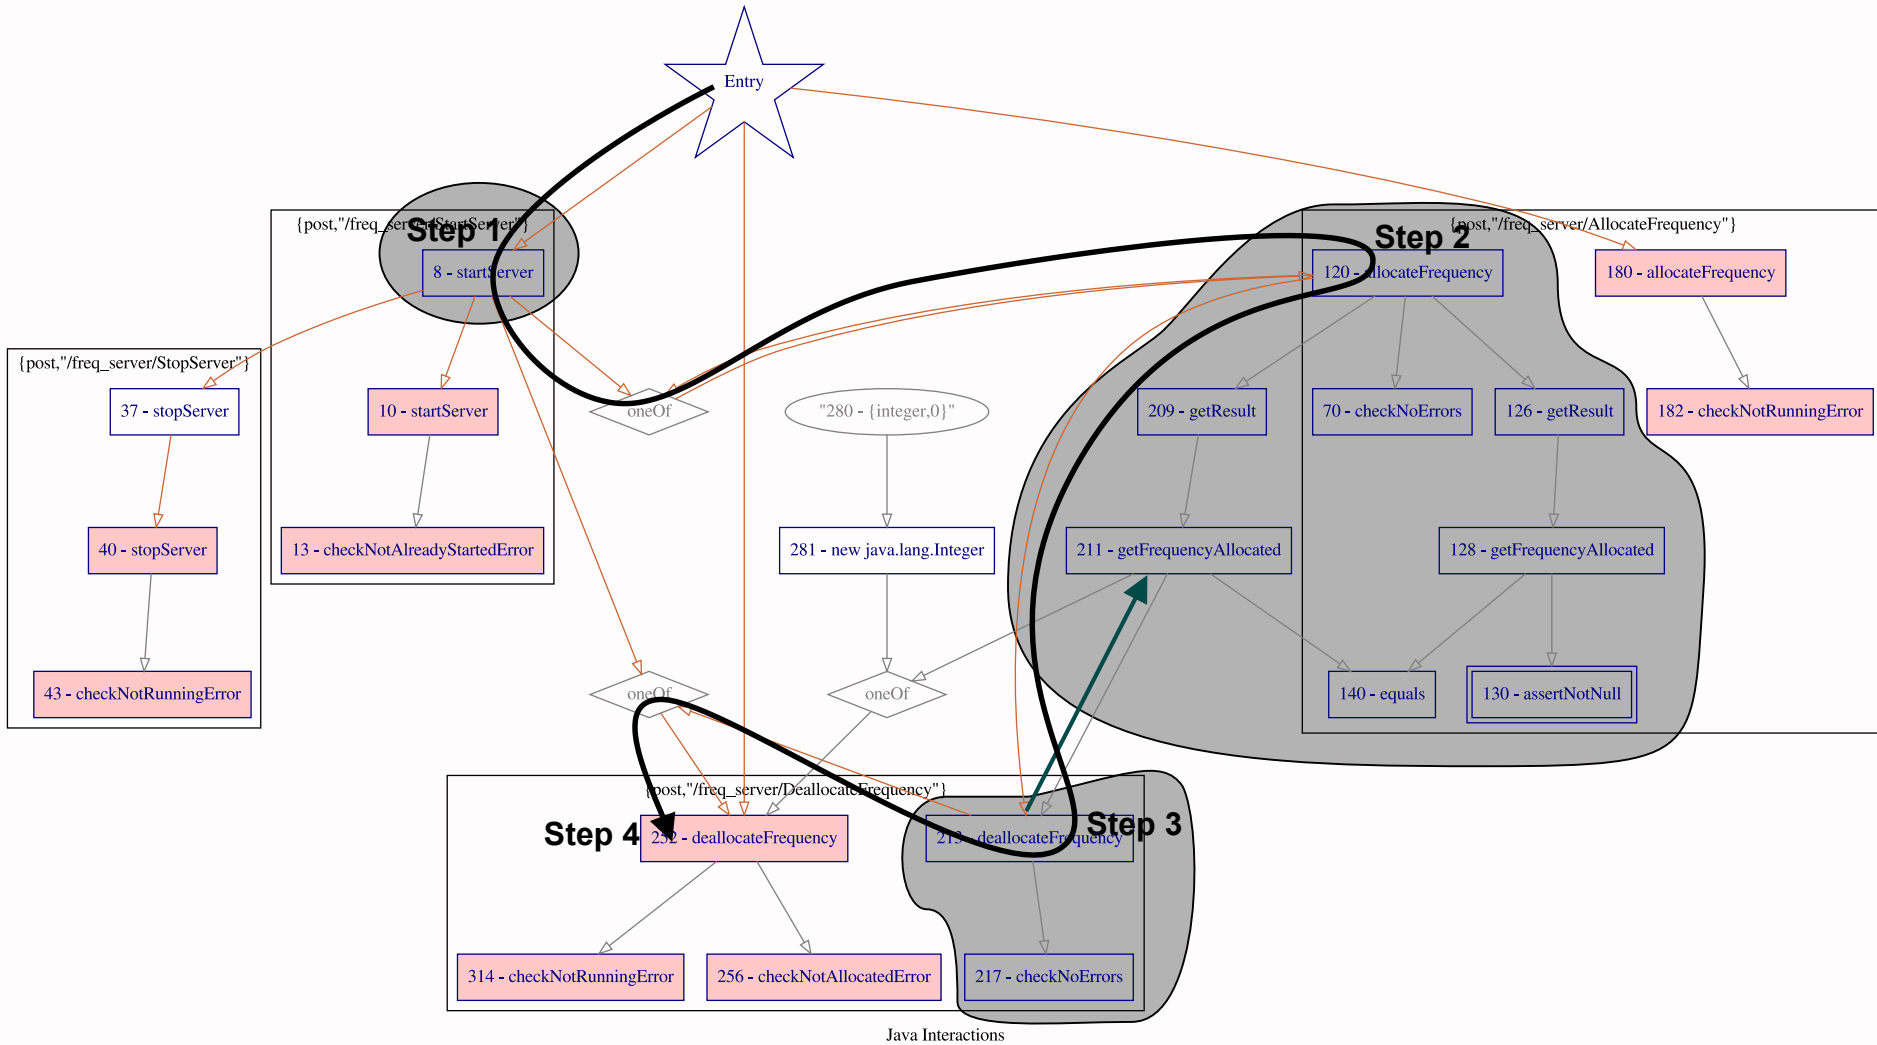 Entry
{post,"/freq_server/StartServer"}
Step 1
8 - startServer
Step 2
{post,"/freq_server/AllocateFrequency"}
120 - allocateFrequency
180 - allocateFrequency
{post,"/freq_server/StopServer"}
37 - stopServer
10 - startServer
oneOf
"280 - {integer,0}"
209 - getResult
70 - checkNoErrors
126 - getResult
182 - checkNotRunningError
40 - stopServer
13 - checkNotAlreadyStartedError
281 - new java.lang.Integer
211 - getFrequencyAllocated
128 - getFrequencyAllocated
43 - checkNotRunningError
oneOf
oneOf
140 - equals
130 - assertNotNull
{post,"/freq_server/DeallocateFrequency"}
Step 4
252 - deallocateFrequency
213 - deallocateFrequency
Step 3
314 - checkNotRunningError
256 - checkNotAllocatedError
217 - checkNoErrors
Java Interactions